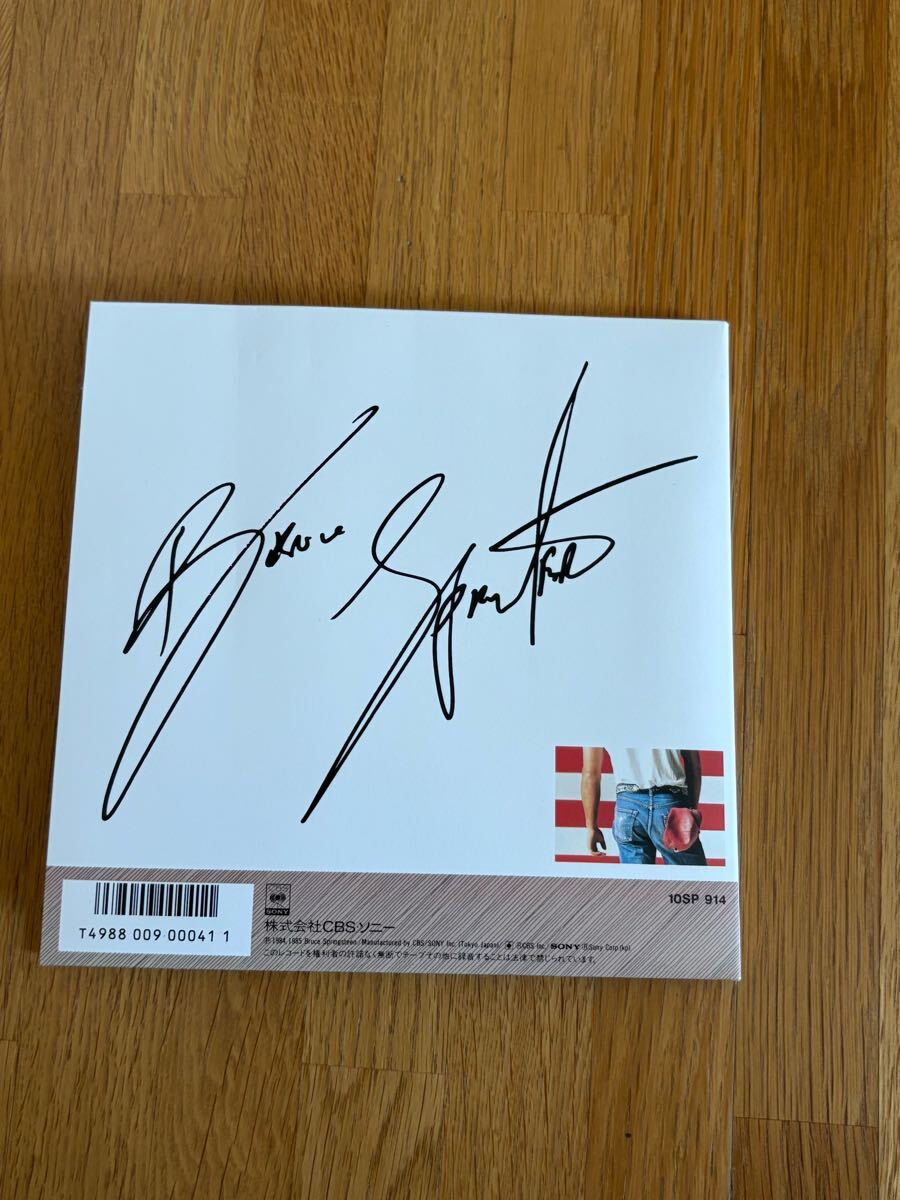 Bruce Springsteen
10SP 914
SONY
株式会社CBS・ソニー
T4988 009 00041 1
Ⓟ1984, 1985 Bruce Springsteen/Manufactured by CBS/SONY Inc. (Tokyo, Japan)
このレコードを権利者の許諾なく無断でテープその他に録音することは法律で禁じられています。